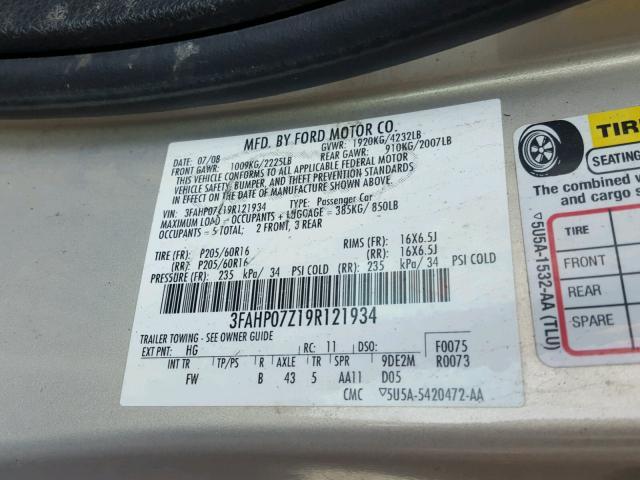 MFD. BY FORD MOTOR CO.
DATE: 07/08 GVWR: 1920KG/4232LB
FRONT GAWR: 1009KG/2225LB REAR GAWR: 910KG/2007LB
THIS VEHICLE CONFORMS TO ALL APPLICABLE FEDERAL MOTOR
VEHICLE SAFETY, BUMPER, AND THEFT PREVENTION STANDARDS
IN EFFECT ON THE DATE OF MANUFACTURE SHOWN ABOVE.
VIN: 3FAHP07Z19R121934 TYPE: Passenger Car
MAXIMUM LOAD = OCCUPANTS + LUGGAGE = 385KG/ 850LB
OCCUPANTS = 5 TOTAL; 2 FRONT, 3 REAR
TIRE (FR): P205/60R16 RIMS (FR): 16X6.5J
(RR): P205/60R16 (RR): 16X6.5J
PRESSURE (FR): 235 kPa/ 34 PSI COLD (RR): 235 kPa/ 34 PSI COLD
3FAHP07Z19R121934
TRAILER TOWING - SEE OWNER GUIDE
EXT PNT: HG RC: 11 DSO: F0075
INT TR TP/PS R AXLE TR SPR 9DE2M R0073
FW B 43 5 AA11 D05
CMC 5U5A-5420472-AA
TIRE
SEATING
The combined
and cargo
TIRE
FRONT
REAR
SPARE
5U5A-1532-AA (TLU)